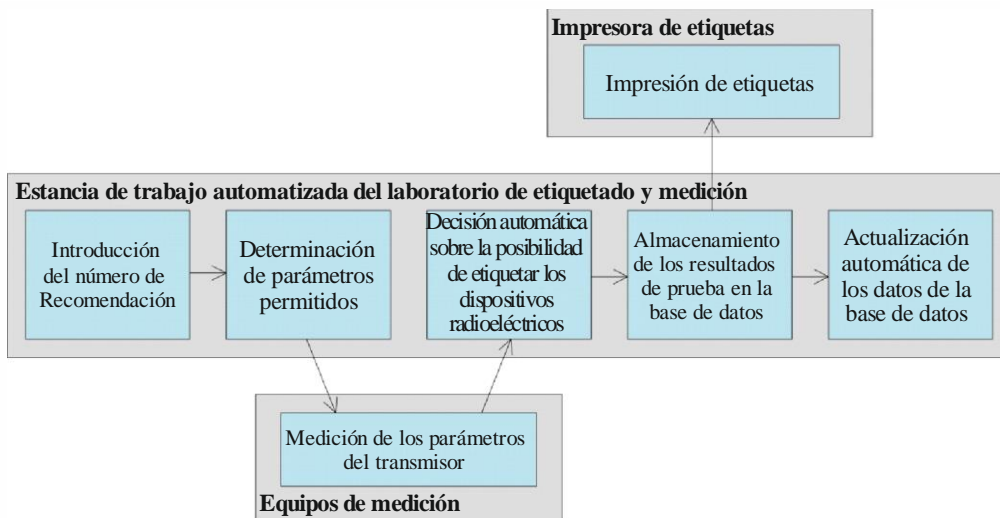 Impresora de etiquetas
Impresión de etiquetas
Estancia de trabajo automatizada del laboratorio de etiquetado y medición
Introducción
del número de
Recomendación
Determinación
de parámetros
permitidos
Decisión automática
sobre la posibilidad
de etiquetar los
dispositivos
radioeléctricos
Almacenamiento
de los resultados
de prueba en la
base de datos
Actualización
automática de
los datos de la
base de datos
Medición de los parámetros
del transmisor
Equipos de medición